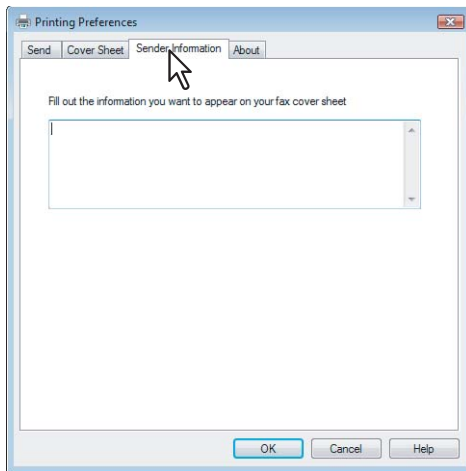 Printing Preferences
Send Cover Sheet Sender Information About
Fill out the information you want to appear on your fax cover sheet
OK Cancel Help